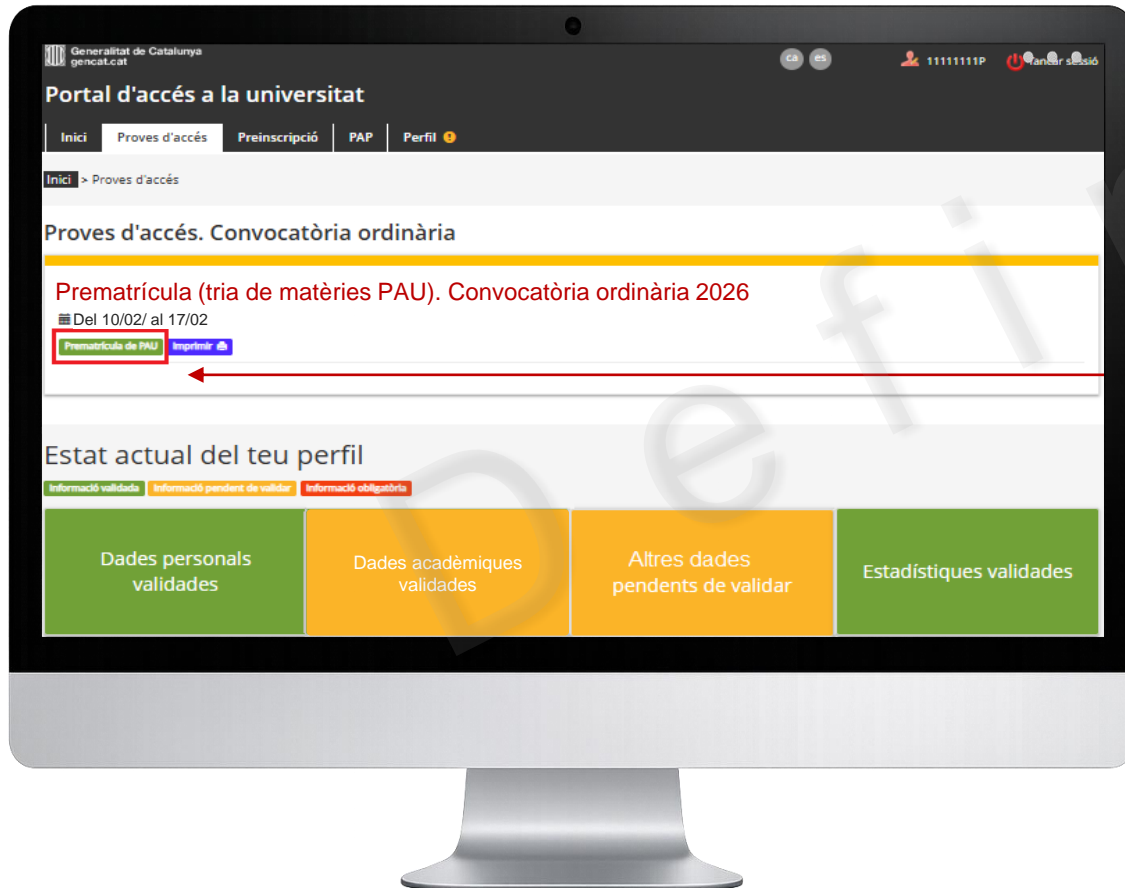 Generalitat de Catalunya
gencat.cat
ca es
11111111P
Tancar sessió
Portal d'accés a la universitat
Inici Proves d'accés Preinscripció PAP Perfil
Inici > Proves d'accés
Proves d'accés. Convocatòria ordinària
Prematrícula (tria de matèries PAU). Convocatòria ordinària 2026
Del 10/02/ al 17/02
Prematrícula de PAU Imprimir
Estat actual del teu perfil
Informació validada Informació pendent de validar Informació obligatòria
Dades personals
validades
Dades acadèmiques
validades
Altres dades
pendents de validar
Estadístiques validades
D e f i